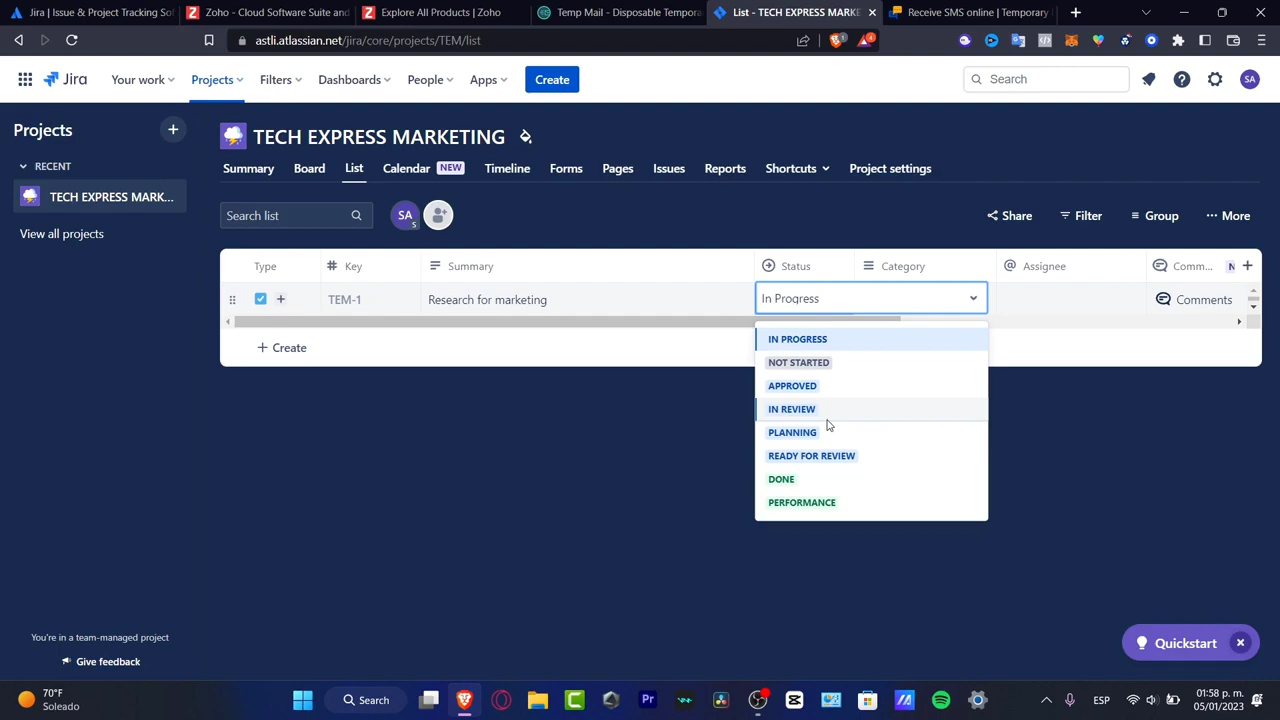 Jira | Issue & Project Tracking Sof
Zoho - Cloud Software Suite and
Explore All Products | Zoho
Temp Mail - Disposable Tempora
List - TECH EXPRESS MARKE
Receive SMS online | Temporary
astli.atlassian.net/jira/core/projects/TEM/list
1
4
Jira
Your work
Projects
Filters
Dashboards
People
Apps
Create
Search
SA
Projects
RECENT
TECH EXPRESS MARK...
View all projects
TECH EXPRESS MARKETING
Summary
Board
List
Calendar NEW
Timeline
Forms
Pages
Issues
Reports
Shortcuts
Project settings
Search list
SA
S
Share
Filter
Group
More
Type
Key
Summary
Status
Category
Assignee
Comm... N
TEM-1
Research for marketing
In Progress
Comments
Create
IN PROGRESS
NOT STARTED
APPROVED
IN REVIEW
PLANNING
READY FOR REVIEW
DONE
PERFORMANCE
You're in a team-managed project
Give feedback
Quickstart
70°F
Soleado
Search
Pr
ESP
01:58 p. m.
05/01/2023